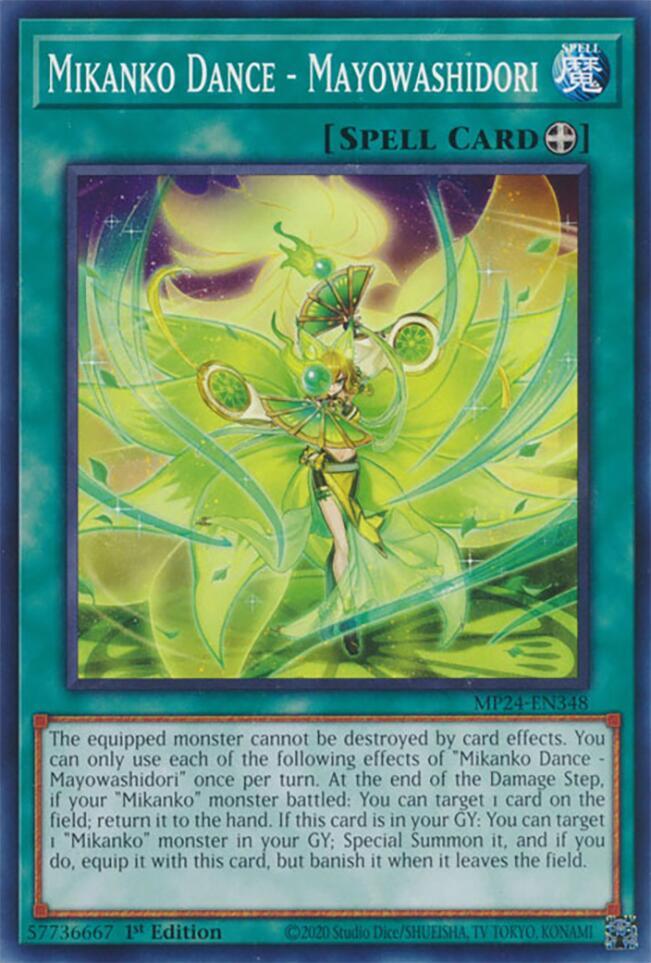 MIKANKO DANCE - MAYOWASHIDORI
SPELL
魔
[SPELL CARD]
MP24-EN348
The equipped monster cannot be destroyed by card effects. You
can only use each of the following effects of "Mikanko Dance -
Mayowashidori" once per turn. At the end of the Damage Step,
if your "Mikanko" monster battled: You can target 1 card on the
field; return it to the hand. If this card is in your GY: You can target
1 "Mikanko" monster in your GY; Special Summon it, and if you
do, equip it with this card, but banish it when it leaves the field.
57736667 1st Edition ©2020 Studio Dice/SHUEISHA, TV TOKYO, KONAMI